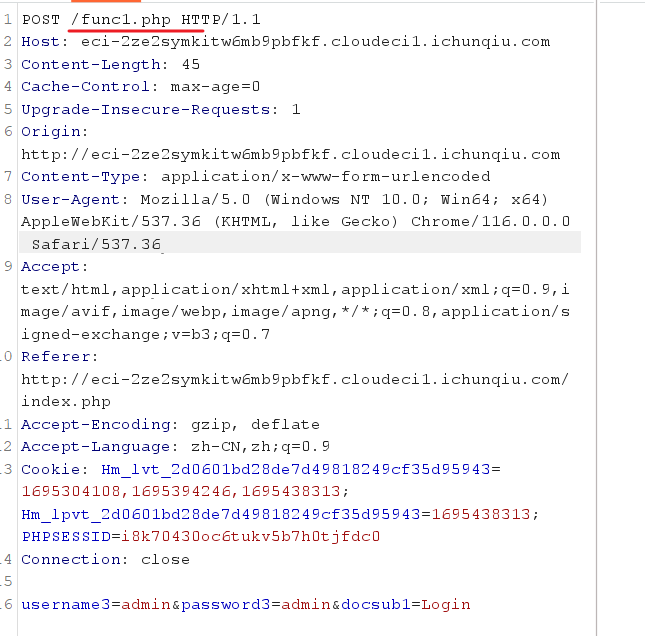 1 POST /func1.php HTTP/1.1
2 Host: eci-2ze2symkitw6mb9pbfkf.cloudeci1.ichunqiu.com
3 Content-Length: 45
4 Cache-Control: max-age=0
5 Upgrade-Insecure-Requests: 1
6 Origin:
http://eci-2ze2symkitw6mb9pbfkf.cloudeci1.ichunqiu.com
7 Content-Type: application/x-www-form-urlencoded
8 User-Agent: Mozilla/5.0 (Windows NT 10.0; Win64; x64)
AppleWebKit/537.36 (KHTML, like Gecko) Chrome/116.0.0.0
Safari/537.36
9 Accept:
text/html,application/xhtml+xml,application/xml;q=0.9,i
mage/avif,image/webp,image/apng,*/*;q=0.8,application/s
igned-exchange;v=b3;q=0.7
0 Referer:
http://eci-2ze2symkitw6mb9pbfkf.cloudeci1.ichunqiu.com/
index.php
1 Accept-Encoding: gzip, deflate
2 Accept-Language: zh-CN,zh;q=0.9
3 Cookie: Hm_lvt_2d0601bd28de7d49818249cf35d95943=
1695304108,1695394246,1695438313;
Hm_lpvt_2d0601bd28de7d49818249cf35d95943=1695438313;
PHPSESSID=i8k70430oc6tukv5b7h0tjfdc0
4 Connection: close
5
6 username3=admin&password3=admin&docsub1=Login